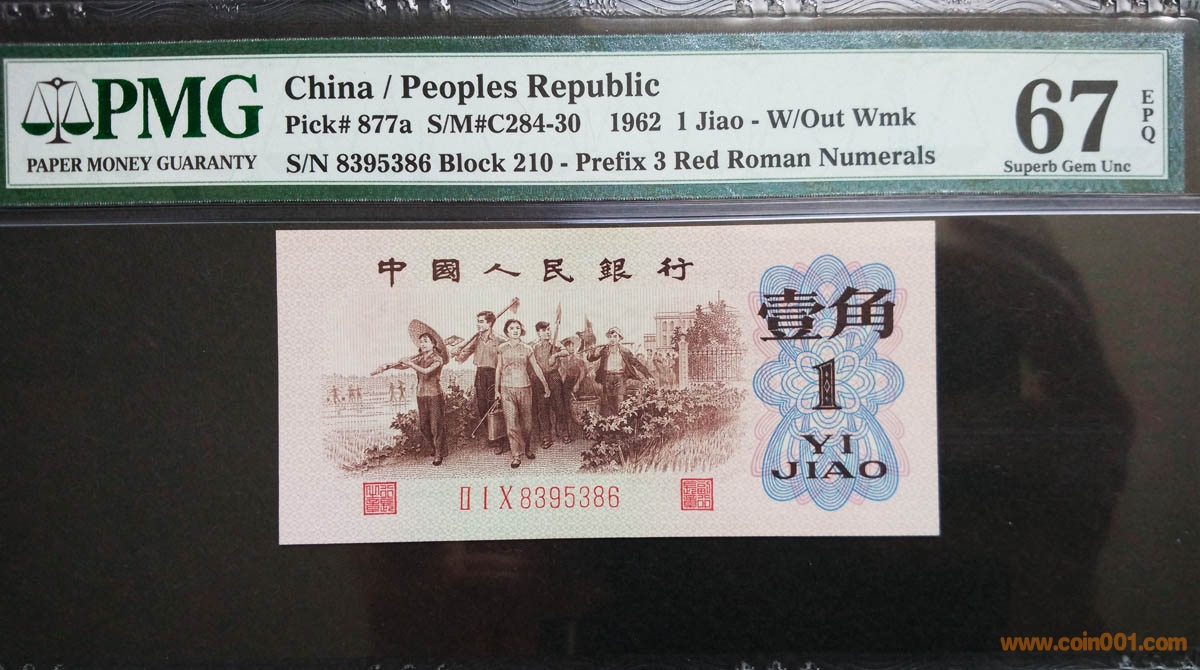 PMG
PAPER MONEY GUARANTY
China / Peoples Republic
Pick# 877a S/M#C284-30 1962 1 Jiao - W/Out Wmk
S/N 8395386 Block 210 - Prefix 3 Red Roman Numerals
67
EPQ
Superb Gem Unc
中國人民銀行
壹角
1
YI
JIAO
II I X 8395386
www.coin001.com